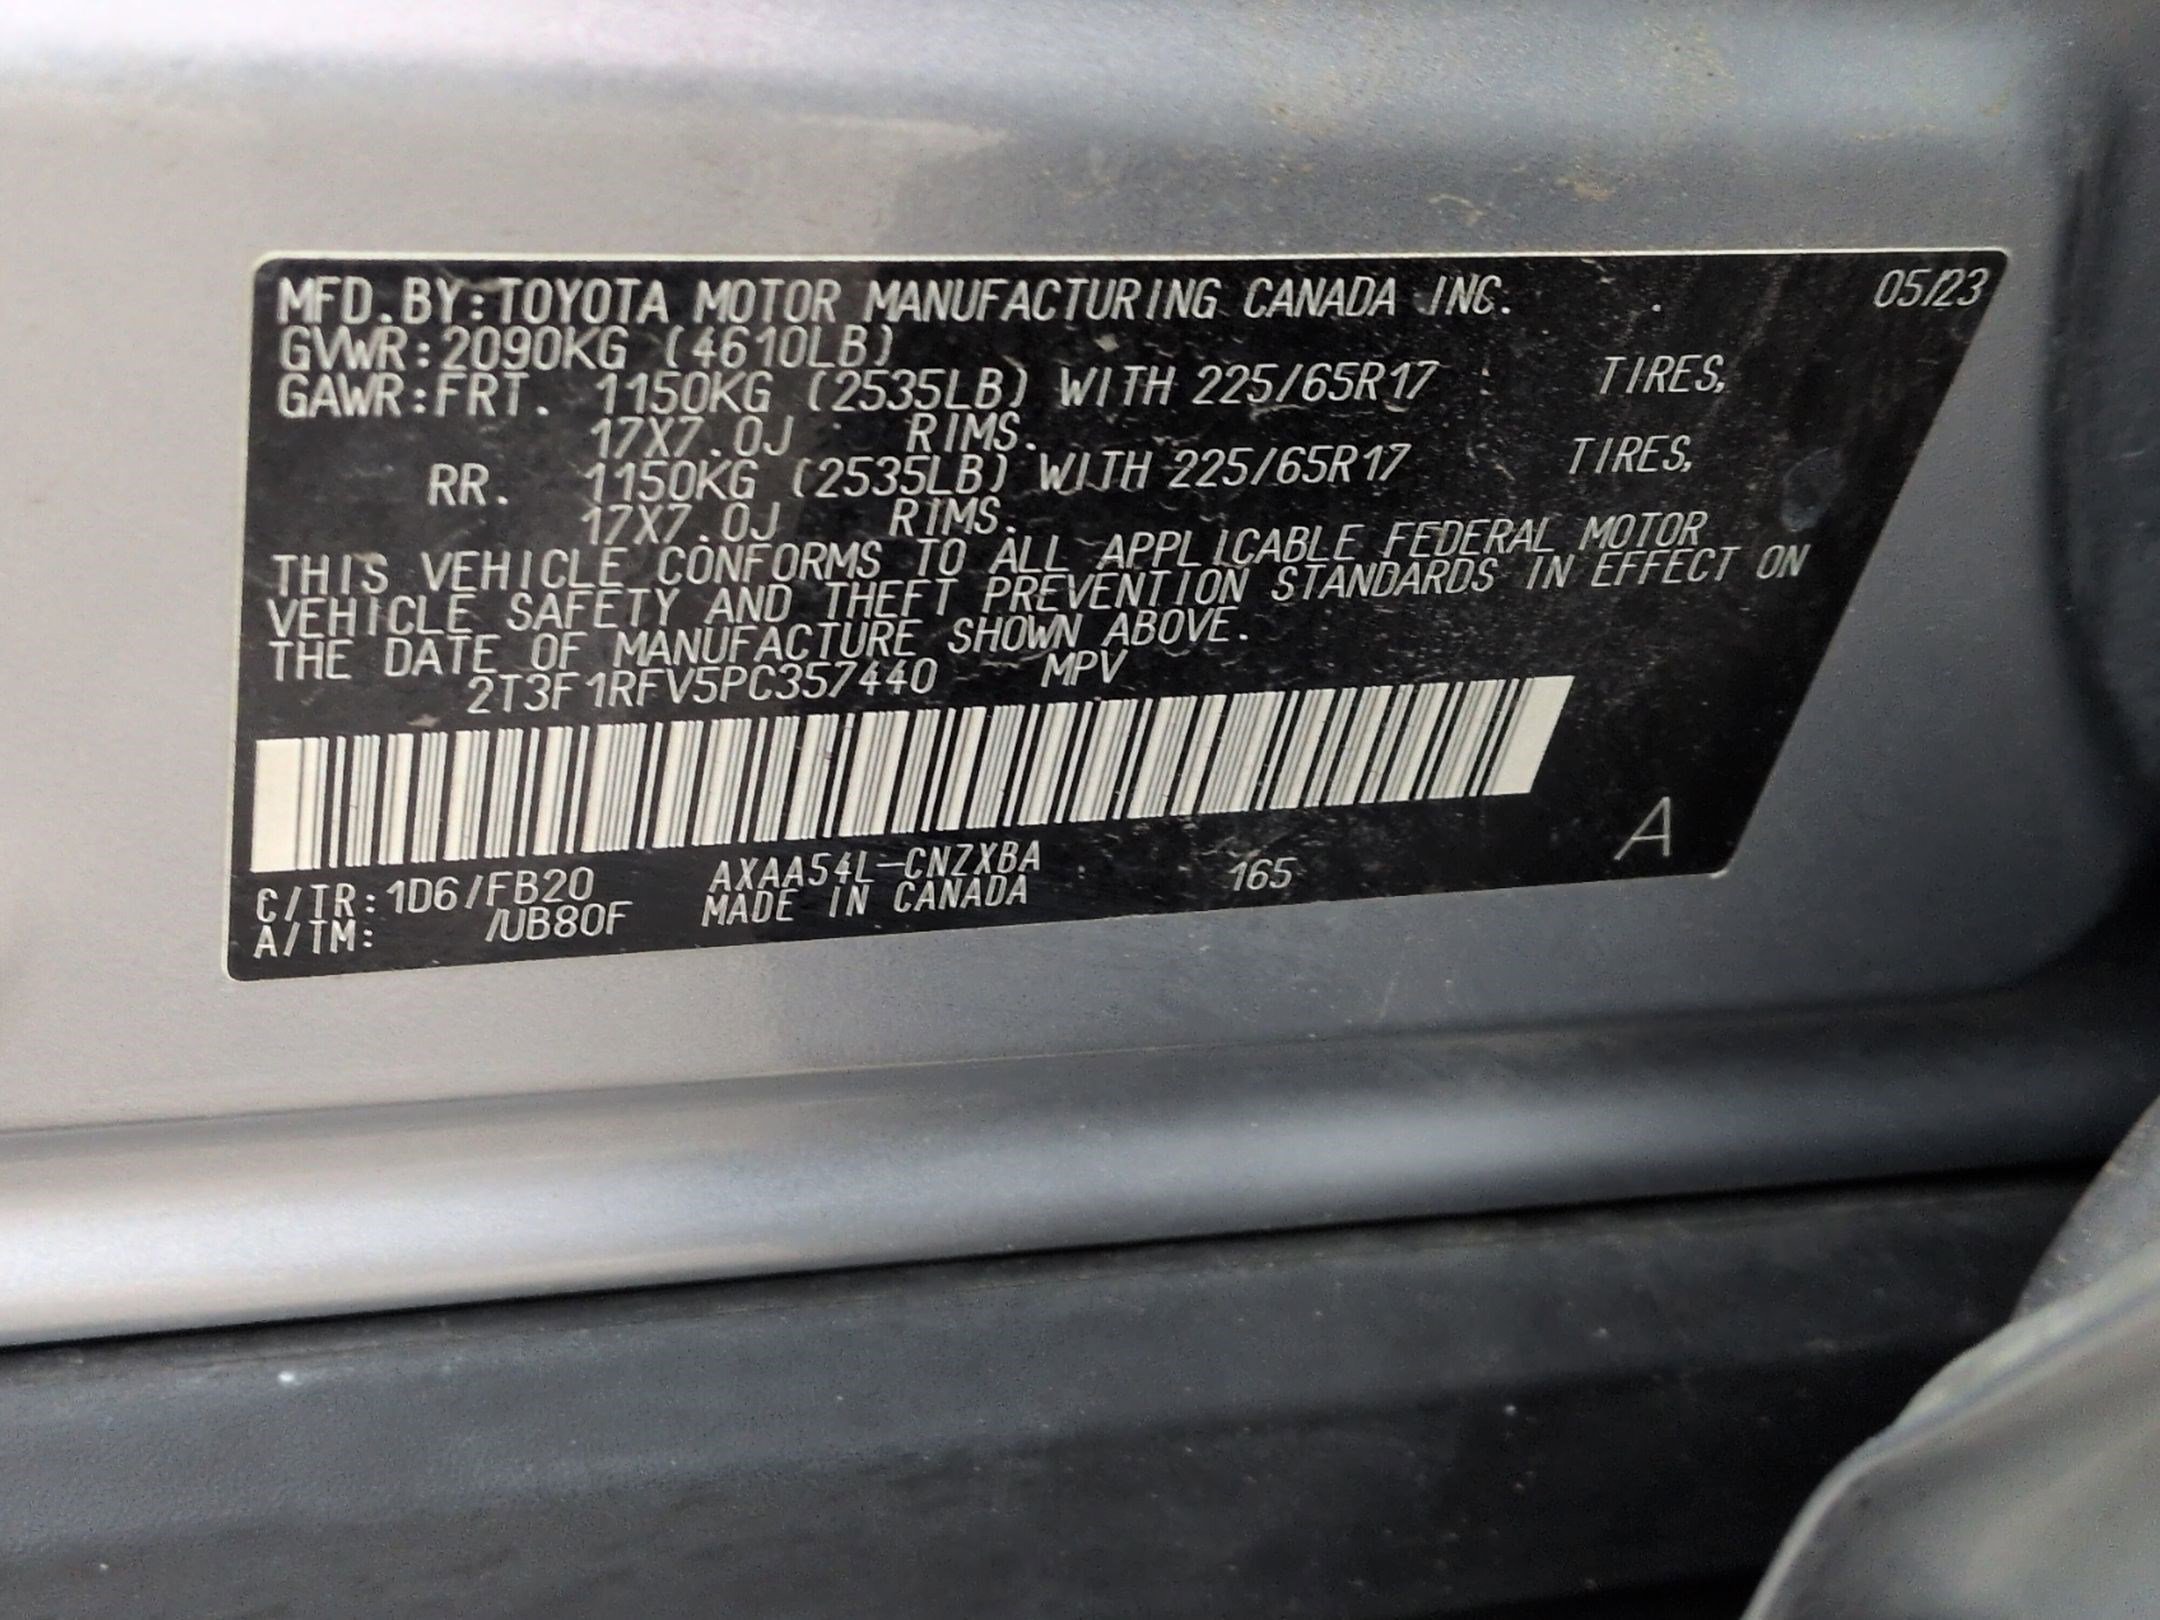 MFD.BY:TOYOTA MOTOR MANUFACTURING CANADA INC. 05/23
GVWR:2090KG (4610LB)
GAWR:FRT. 1150KG (2535LB) WITH 225/65R17 TIRES,
17X7.0J RIMS.
RR. 1150KG (2535LB) WITH 225/65R17 TIRES,
17X7.0J RIMS.
THIS VEHICLE CONFORMS TO ALL APPLICABLE FEDERAL MOTOR
VEHICLE SAFETY AND THEFT PREVENTION STANDARDS IN EFFECT ON
THE DATE OF MANUFACTURE SHOWN ABOVE.
2T3F1RFV5PC357440 MPV
A
C/TR:1D6/FB20 AXAA54L-CNZXBA 165
A/TM: /UB80F MADE IN CANADA